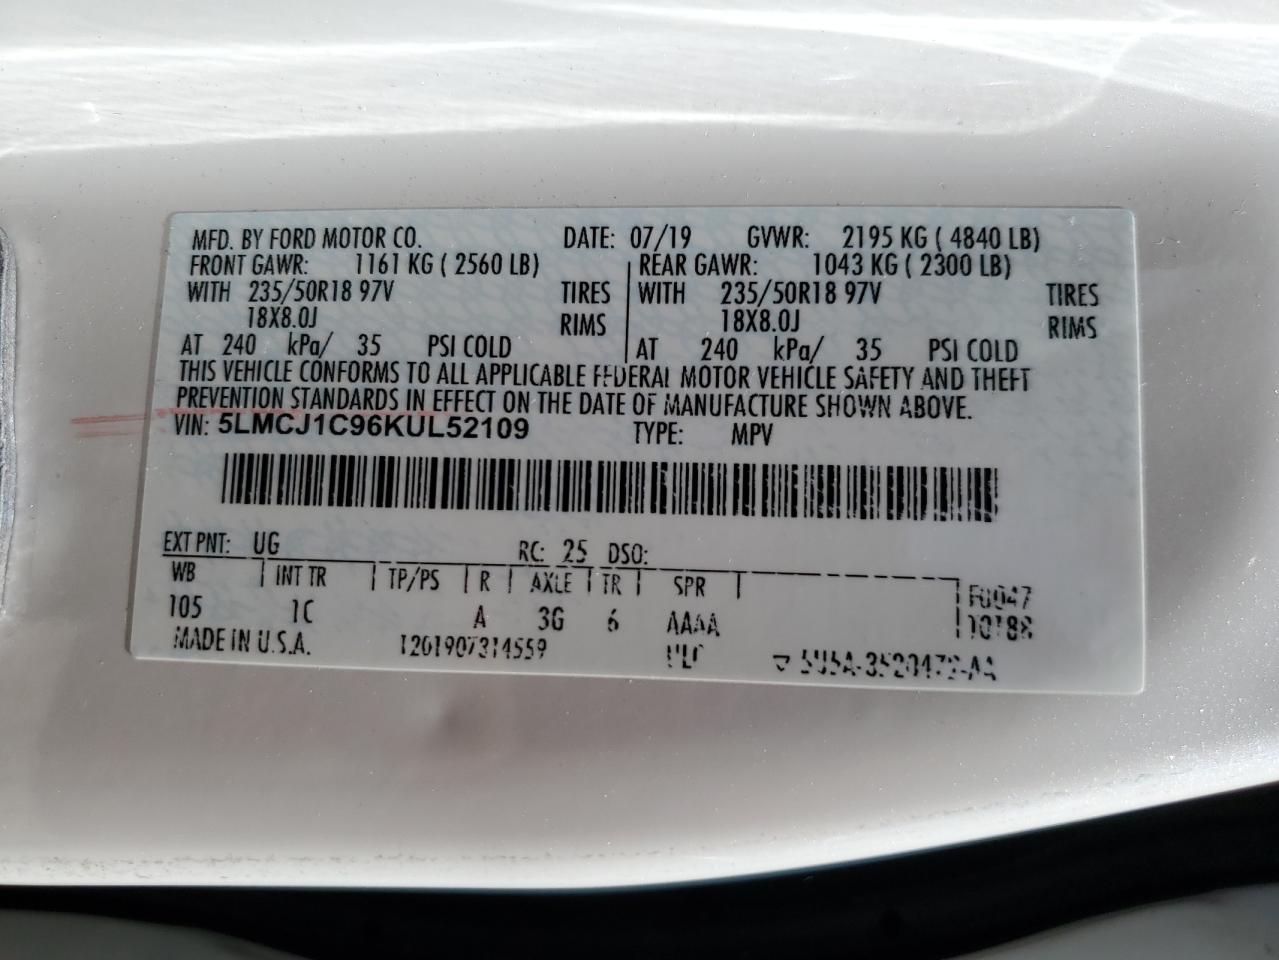 MFD. BY FORD MOTOR CO. DATE: 07/19 GVWR: 2195 KG ( 4840 LB)
FRONT GAWR: 1161 KG ( 2560 LB) REAR GAWR: 1043 KG ( 2300 LB)
WITH 235/50R18 97V TIRES WITH 235/50R18 97V TIRES
18X8.0J RIMS 18X8.0J RIMS
AT 240 kPa/ 35 PSI COLD AT 240 kPa/ 35 PSI COLD
THIS VEHICLE CONFORMS TO ALL APPLICABLE FEDERAL MOTOR VEHICLE SAFETY AND THEFT
PREVENTION STANDARDS IN EFFECT ON THE DATE OF MANUFACTURE SHOWN ABOVE.
VIN: 5LMCJ1C96KUL52109 TYPE: MPV
EXT PNT: UG RC: 25 DSO:
WB INT TR TP/PS R AXLE TR SPR
105 1C A 3G 6 AAAA
MADE IN U.S.A. 1201907314559